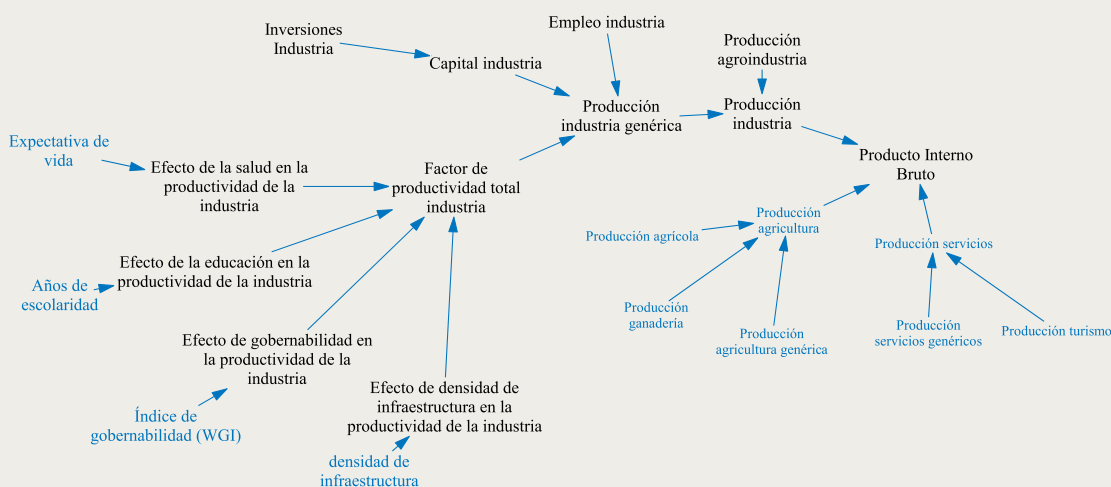 Inversiones
Industria
Empleo industria
Capital industria
Producción
agroindustria
Producción
industria genérica
Producción
industria
Expectativa de
vida
Efecto de la salud en la
productividad de la
industria
Factor de
productividad total
industria
Producto Interno
Bruto
Producción
agricultura
Producción agrícola
Producción servicios
Efecto de la educación en la
productividad de la industria
Años de
escolaridad
Producción
ganadería
Producción
agricultura genérica
Producción
servicios genéricos
Producción turismo
Efecto de gobernabilidad en
la productividad de la
industria
Índice de
gobernabilidad (WGI)
Efecto de densidad de
infraestructura en la
productividad de la industria
densidad de
infraestructura